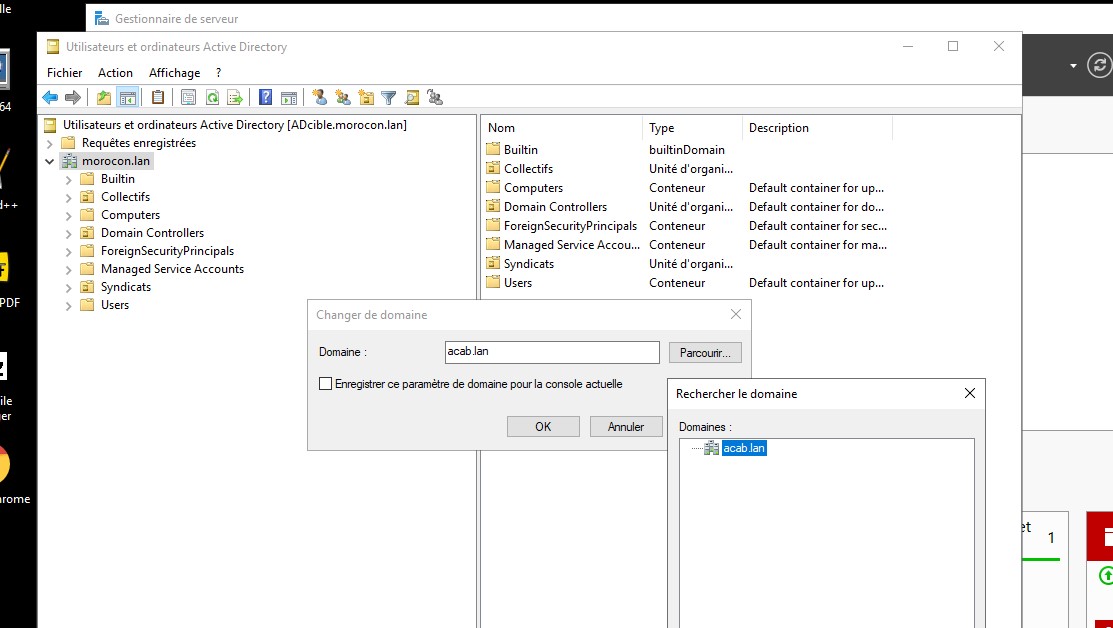 lle
Gestionnaire de serveur
Utilisateurs et ordinateurs Active Directory
Fichier Action Affichage ?
64
Utilisateurs et ordinateurs Active Directory [ADcible.morocon.lan]
Requêtes enregistrées
morocon.lan
Builtin
Collectifs
Computers
Domain Controllers
ForeignSecurityPrincipals
Managed Service Accounts
Syndicats
Users
Nom Type Description
Builtin builtinDomain
Collectifs Unité d'organi...
Computers Conteneur Default container for up...
Domain Controllers Unité d'organi... Default container for do...
ForeignSecurityPrincipals Conteneur Default container for sec...
Managed Service Accou... Conteneur Default container for ma...
Syndicats Unité d'organi...
Users Conteneur Default container for up...
d++
PDF
ile
ger
hrome
Changer de domaine
Domaine : acab.lan Parcourir...
Enregistrer ce paramètre de domaine pour la console actuelle
OK Annuler
Rechercher le domaine
Domaines :
acab.lan
et
1